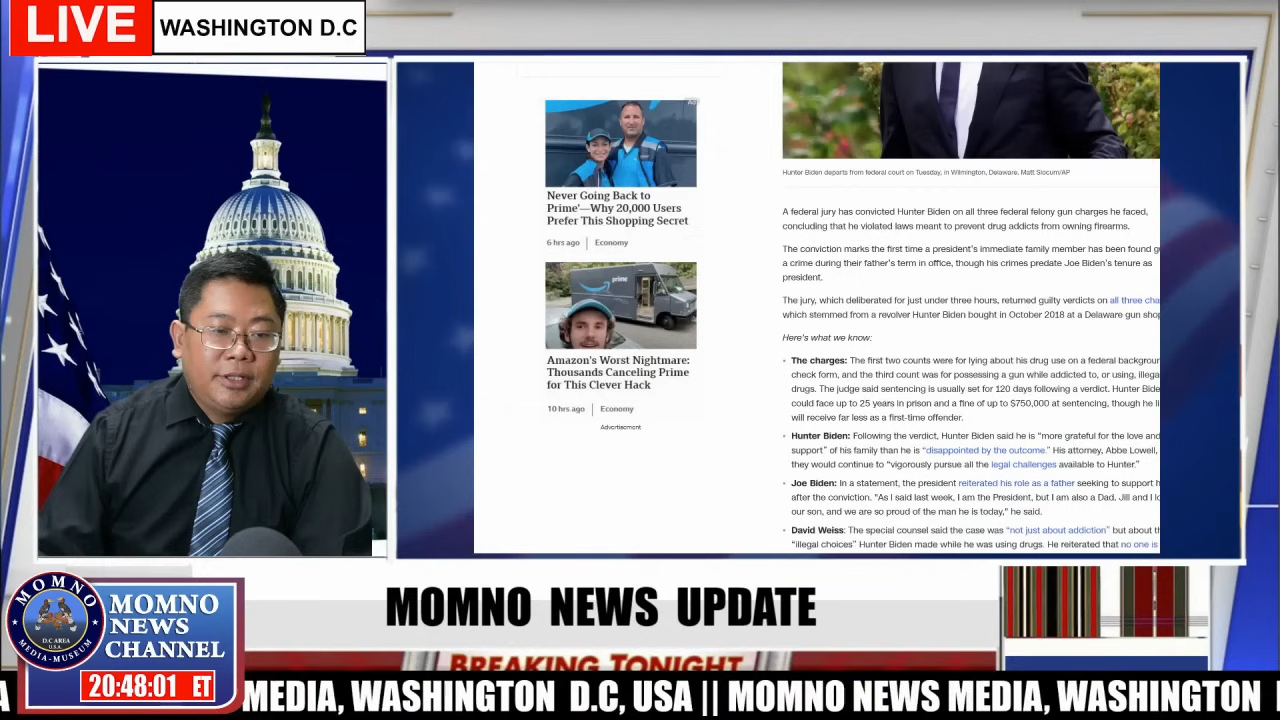 LIVE
WASHINGTON D.C
Never Going Back to
Prime'—Why 20,000 Users
Prefer This Shopping Secret
6 hrs ago | Economy
prime
Amazon's Worst Nightmare:
Thousands Canceling Prime
for This Clever Hack
10 hrs ago | Economy
Advertisement
Hunter Biden departs from federal court on Tuesday, in Wilmington, Delaware. Matt Slocum/AP
A federal jury has convicted Hunter Biden on all three federal felony gun charges he faced,
concluding that he violated laws meant to prevent drug addicts from owning firearms.
The conviction marks the first time a president's immediate family member has been found g
a crime during their father's term in office, though his crimes predate Joe Biden's tenure as
president.
The jury, which deliberated for just under three hours, returned guilty verdicts on all three cha
which stemmed from a revolver Hunter Biden bought in October 2018 at a Delaware gun shop
Here's what we know:
• The charges: The first two counts were for lying about his drug use on a federal backgroun
check form, and the third count was for possessing a gun while addicted to, or using, illega
drugs. The judge said sentencing is usually set for 120 days following a verdict. Hunter Bide
could face up to 25 years in prison and a fine of up to $750,000 at sentencing, though he li
will receive far less as a first-time offender.
• Hunter Biden: Following the verdict, Hunter Biden said he is "more grateful for the love and
support" of his family than he is "disappointed by the outcome." His attorney, Abbe Lowell,
they would continue to "vigorously pursue all the legal challenges available to Hunter."
• Joe Biden: In a statement, the president reiterated his role as a father seeking to support h
after the conviction. "As I said last week, I am the President, but I am also a Dad. Jill and I lo
our son, and we are so proud of the man he is today," he said.
• David Weiss: The special counsel said the case was "not just about addiction" but about th
"illegal choices" Hunter Biden made while he was using drugs. He reiterated that no one is
MOMNO NEWS UPDATE
BREAKING TONIGHT
MOMNO
D.C AREA
U.S.A
MEDIA-MUSEUM
MOMNO
NEWS
CHANNEL
20:48:01 ET
A MEDIA, WASHINGTON D.C, USA || MOMNO NEWS MEDIA, WASHINGTON